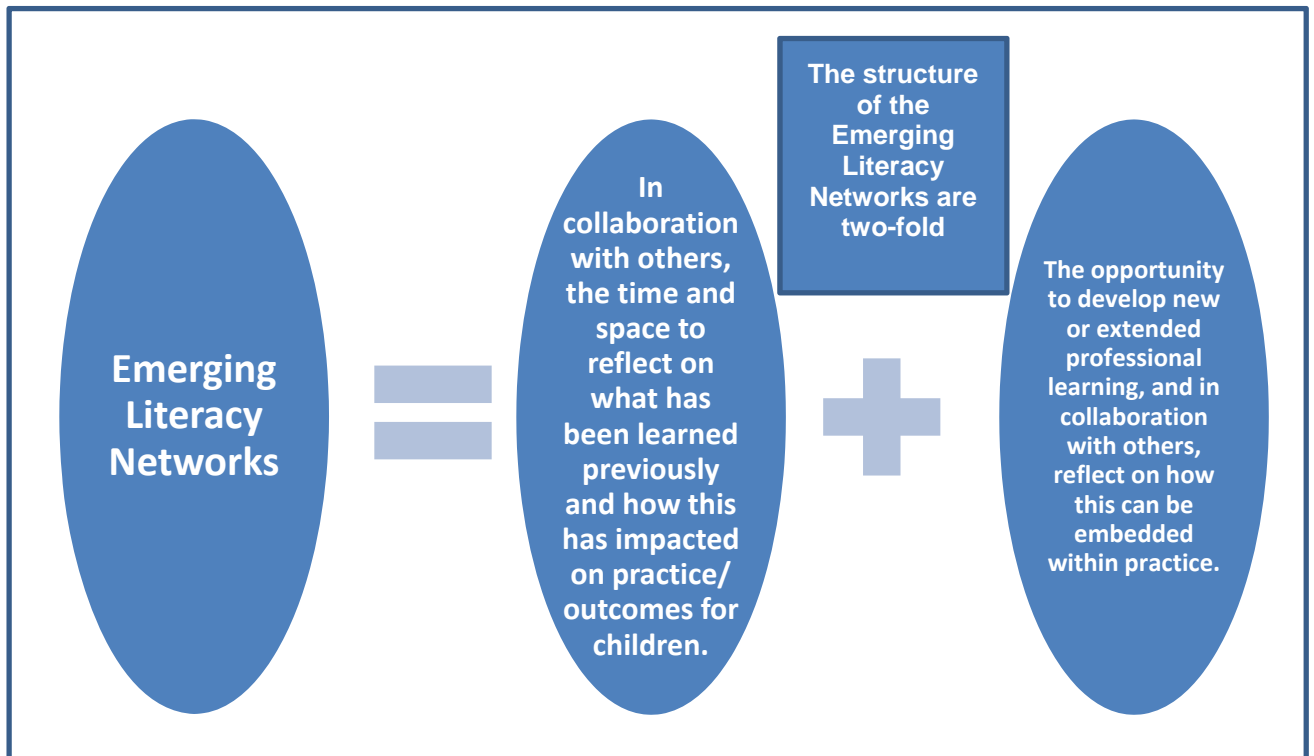 The structure
of the
Emerging
Literacy
Networks are
two-fold
Emerging
Literacy
Networks
In
collaboration
with others,
the time and
space to
reflect on
what has
been learned
previously
and how this
has impacted
on practice/
outcomes for
children.
The opportunity
to develop new
or extended
professional
learning, and in
collaboration
with others,
reflect on how
this can be
embedded
within practice.